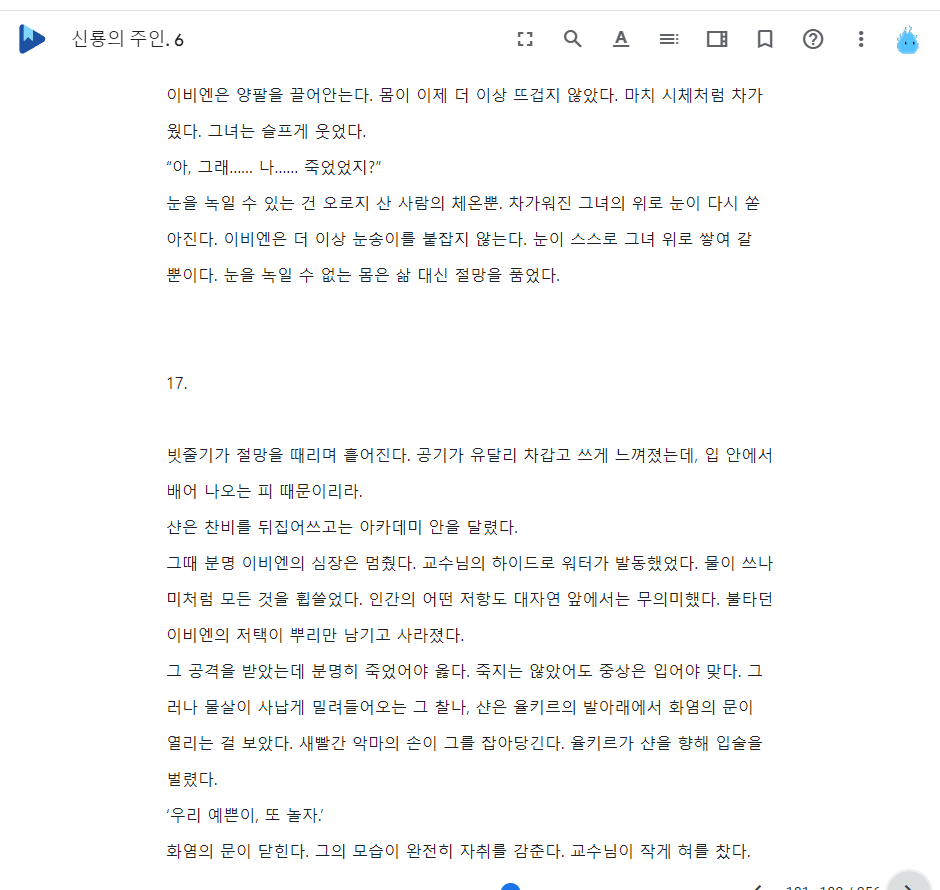 신룡의 주인. 6
이비엔은 양팔을 끌어안는다. 몸이 이제 더 이상 뜨겁지 않았다. 마치 시체처럼 차가
웠다. 그녀는 슬프게 웃었다.
“아, 그래…… 나…… 죽었었지?”
눈을 녹일 수 있는 건 오로지 산 사람의 체온뿐. 차가워진 그녀의 위로 눈이 다시 쏟
아진다. 이비엔은 더 이상 눈송이를 붙잡지 않는다. 눈이 스스로 그녀 위로 쌓여 갈
뿐이다. 눈을 녹일 수 없는 몸은 삶 대신 절망을 품었다.
17.
빗줄기가 절망을 때리며 흩어진다. 공기가 유달리 차갑고 쓰게 느껴졌는데, 입 안에서
배어 나오는 피 때문이리라.
샨은 찬비를 뒤집어쓰고는 아카데미 안을 달렸다.
그때 분명 이비엔의 심장은 멈췄다. 교수님의 하이드로 워터가 발동했었다. 물이 쓰나
미처럼 모든 것을 휩쓸었다. 인간의 어떤 저항도 대자연 앞에서는 무의미했다. 불타던
이비엔의 저택이 뿌리만 남기고 사라졌다.
그 공격을 받았는데 분명히 죽었어야 옳다. 죽지는 않았어도 중상은 입어야 맞다. 그
러나 물살이 사납게 밀려들어오는 그 찰나, 샨은 율키르의 발아래에서 화염의 문이
열리는 걸 보았다. 새빨간 악마의 손이 그를 잡아당긴다. 율키르가 샨을 향해 입술을
벌렸다.
‘우리 예쁜이, 또 놀자.’
화염의 문이 닫힌다. 그의 모습이 완전히 자취를 감춘다. 교수님이 작게 혀를 찼다.